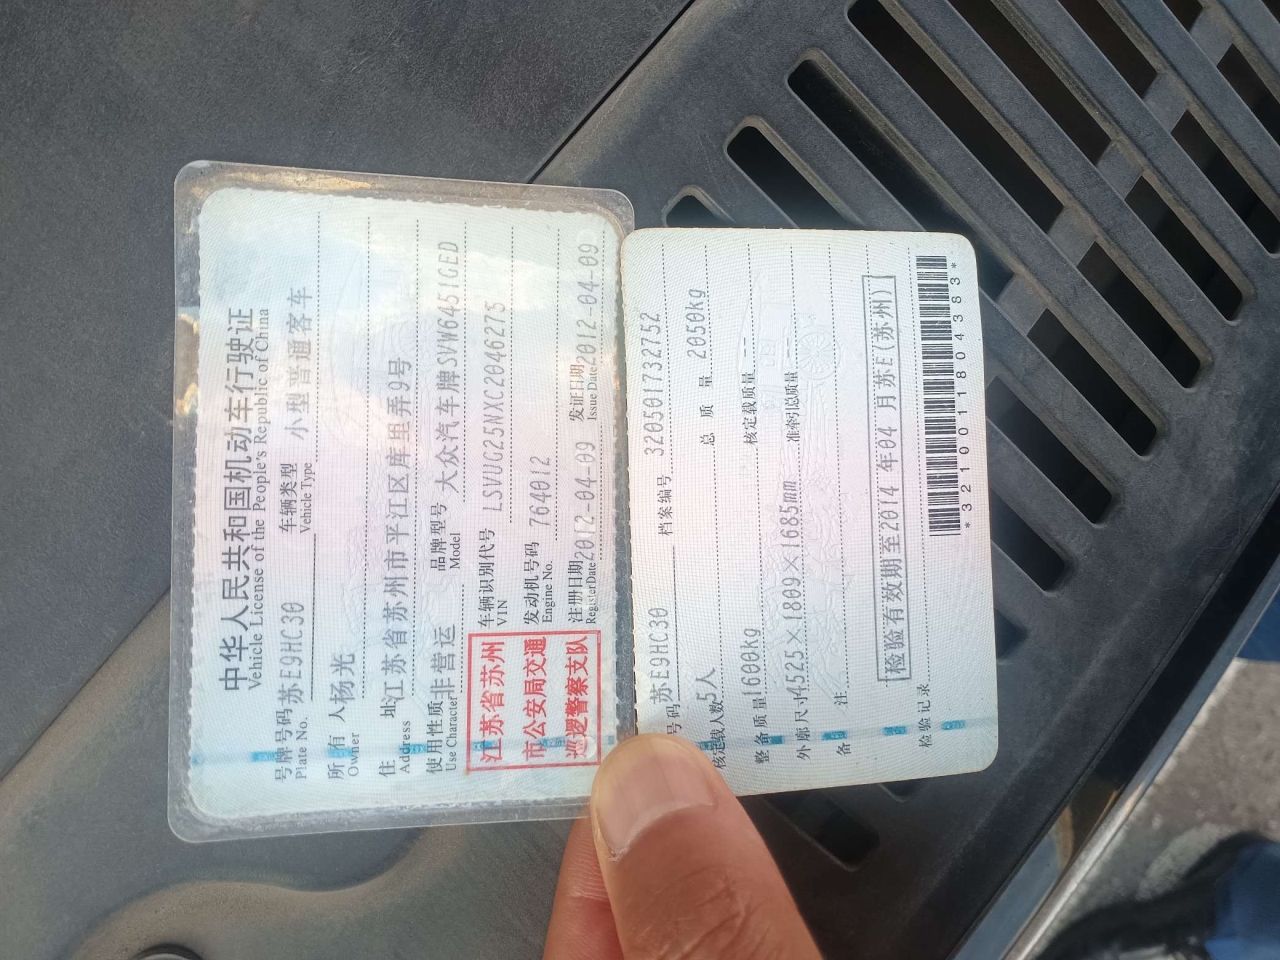 中华人民共和国机动车行驶证
Vehicle License of the People's Republic of China
号牌号码 苏E9HC30 车辆类型 小型普通客车
Plate No. Vehicle Type
所有人 杨光
Owner
住址 江苏省苏州市平江区库里弄9号
Address
使用性质 非营运 品牌型号 大众汽车牌SVW6451GED
Use Character Model
江苏省苏州
市公安局交通
巡逻警察支队
车辆识别代号 LSVUG25NXC2046275
VIN
发动机号码 764012
Engine No.
注册日期 2012-04-09 发证日期 2012-04-09
Register Date Issue Date
号码 苏E9HC30 档案编号 320501732752
核定载人数 5人 总质量 2050kg
整备质量 1600kg 核定载质量 --
外廓尺寸 4525×1809×1685mm 准牵引总质量 --
备注
检验有效期至2014年04月苏E(苏州)
检验记录
*3210011804383*